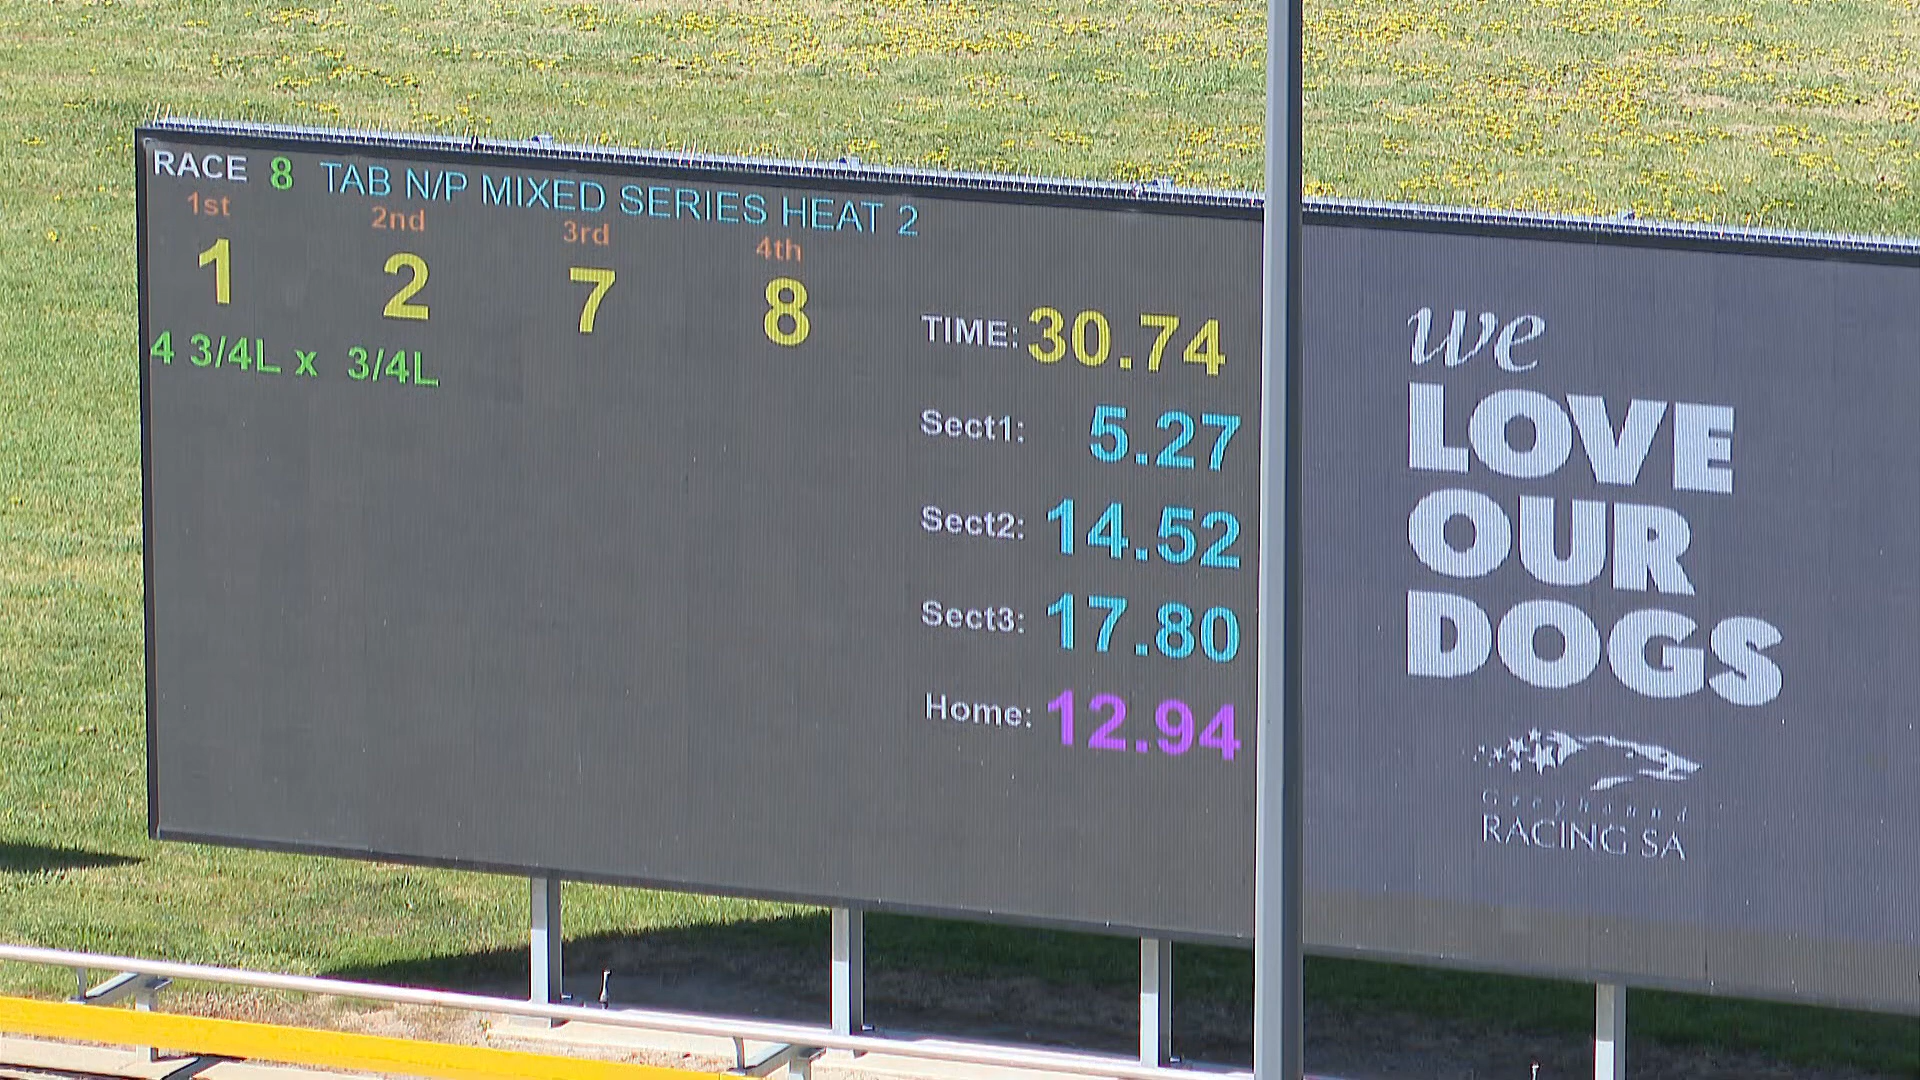 RACE 8 TAB N/P MIXED SERIES HEAT 2
1st 2nd 3rd 4th
1 2 7 8
4 3/4L x 3/4L
TIME: 30.74
Sect1: 5.27
Sect2: 14.52
Sect3: 17.80
Home: 12.94
we
LOVE
OUR
DOGS
Greyhound
RACING SA